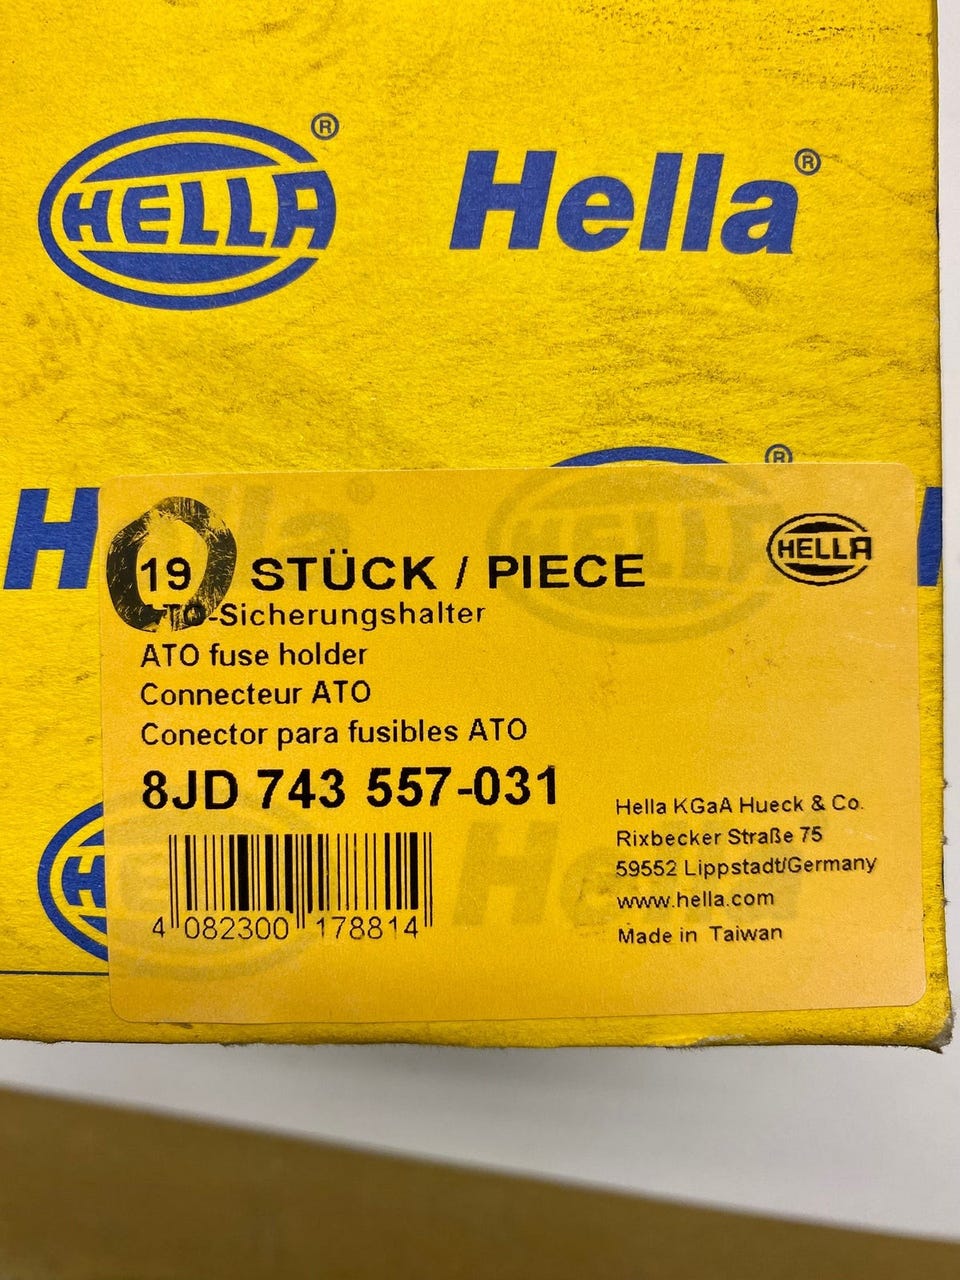 HELLA®
Hella®
®
H
19 STÜCK / PIECE
HELLA
ATO-Sicherungshalter
ATO fuse holder
Connecteur ATO
Conector para fusibles ATO
8JD 743 557-031
4 082300 178814
Hella KGaA Hueck & Co.
Rixbecker Straße 75
59552 Lippstadt/Germany
www.hella.com
Made in Taiwan
H